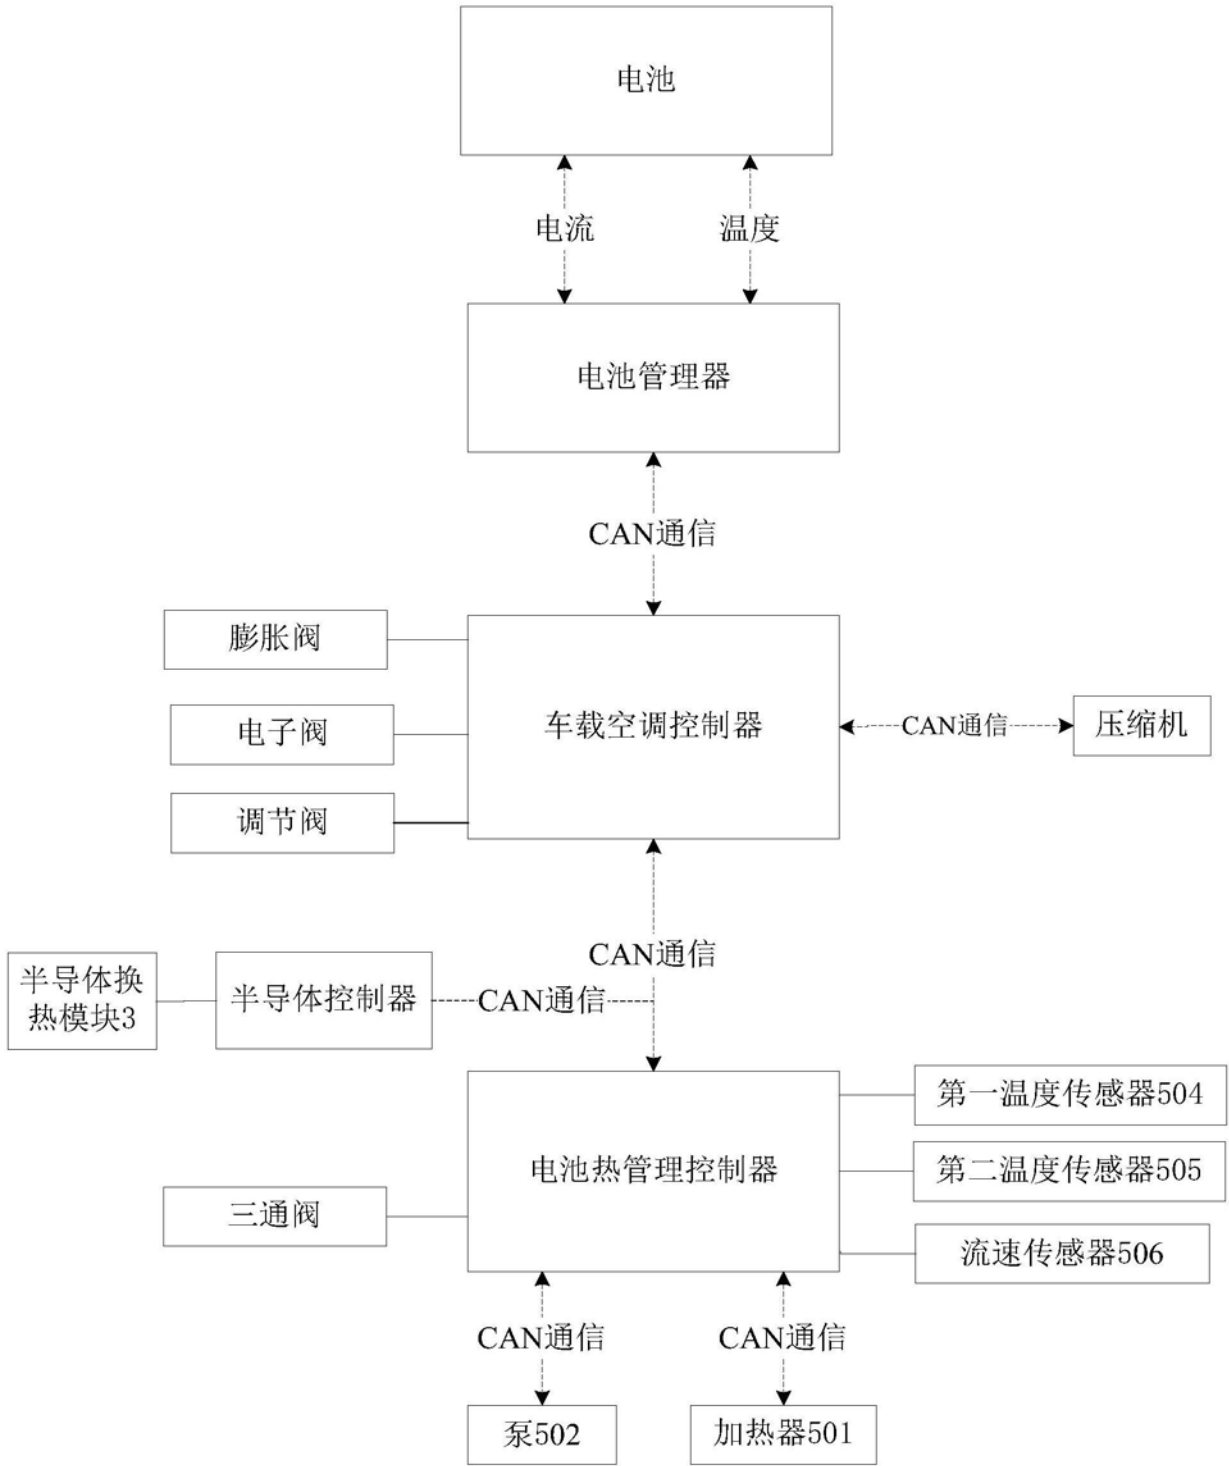 电池
电流
温度
电池管理器
CAN通信
膨胀阀
电子阀
车载空调控制器
CAN通信
压缩机
调节阀
CAN通信
半导体换
热模块3
半导体控制器
CAN通信
第一温度传感器504
电池热管理控制器
第二温度传感器505
三通阀
流速传感器506
CAN通信
CAN通信
泵502
加热器501